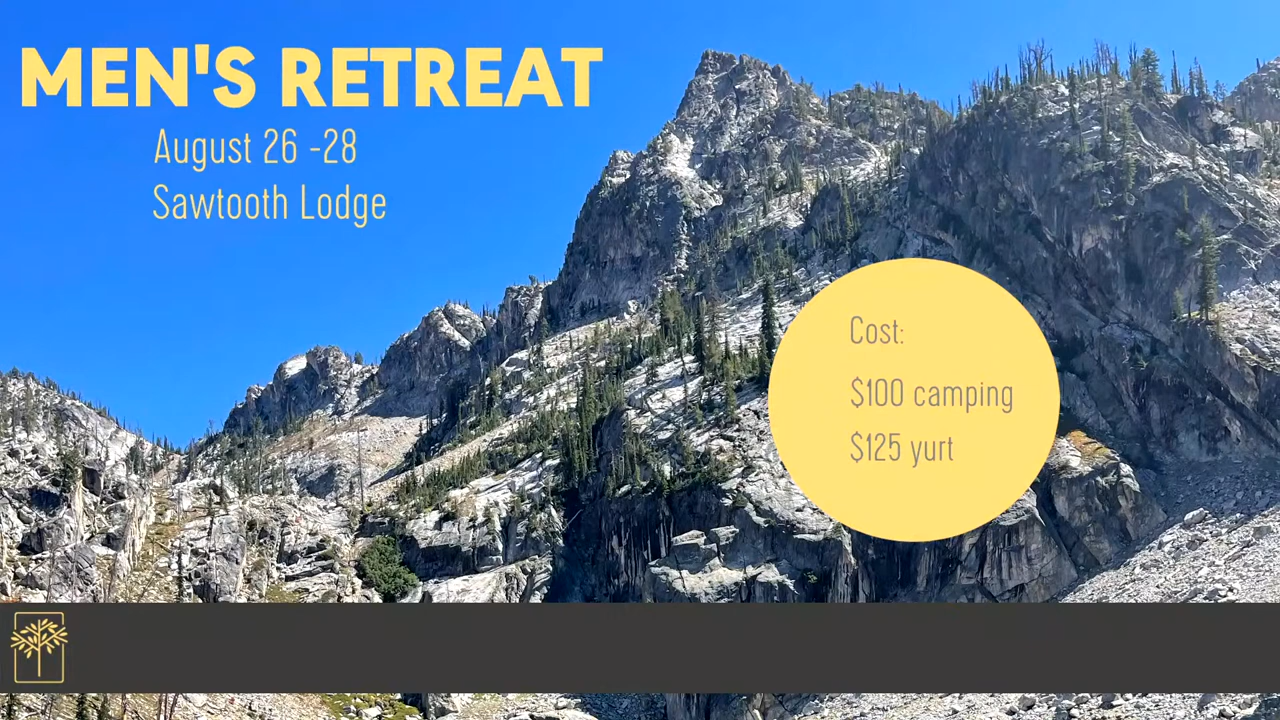 MEN'S RETREAT
August 26 -28
Sawtooth Lodge
Cost:
$100 camping
$125 yurt